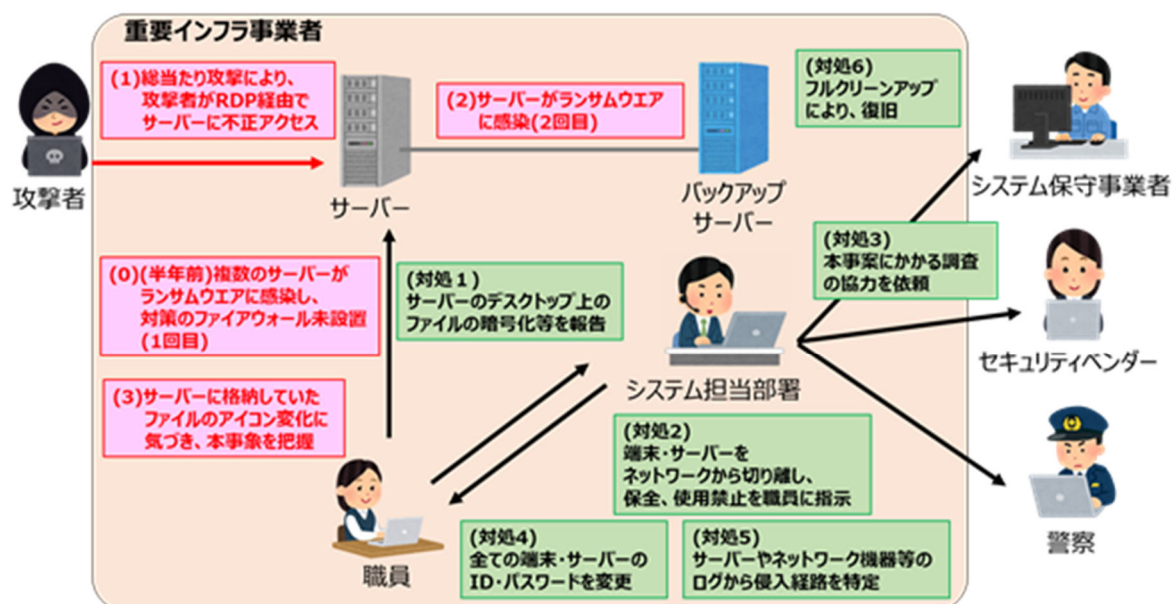 重要インフラ事業者
(1)総当たり攻撃により、
攻撃者がRDP経由で
サーバーに不正アクセス
(2)サーバーがランサムウエア
に感染(2回目)
(対処6)
フルクリーンアップ
により、復旧
攻撃者
サーバー
バックアップ
サーバー
システム保守事業者
(0)(半年前)複数のサーバーが
ランサムウエアに感染し、
対策のファイアウォール未設置
(1回目)
(対処1)
サーバーのデスクトップ上の
ファイルの暗号化等を報告
(対処3)
本事案にかかる調査
の協力を依頼
セキュリティベンダー
システム担当部署
(3)サーバーに格納していた
ファイルのアイコン変化に
気づき、本事象を把握
(対処2)
端末・サーバーを
ネットワークから切り離し、
保全、使用禁止を職員に指示
職員
(対処4)
全ての端末・サーバーの
ID・パスワードを変更
(対処5)
サーバーやネットワーク機器等の
ログから侵入経路を特定
警察